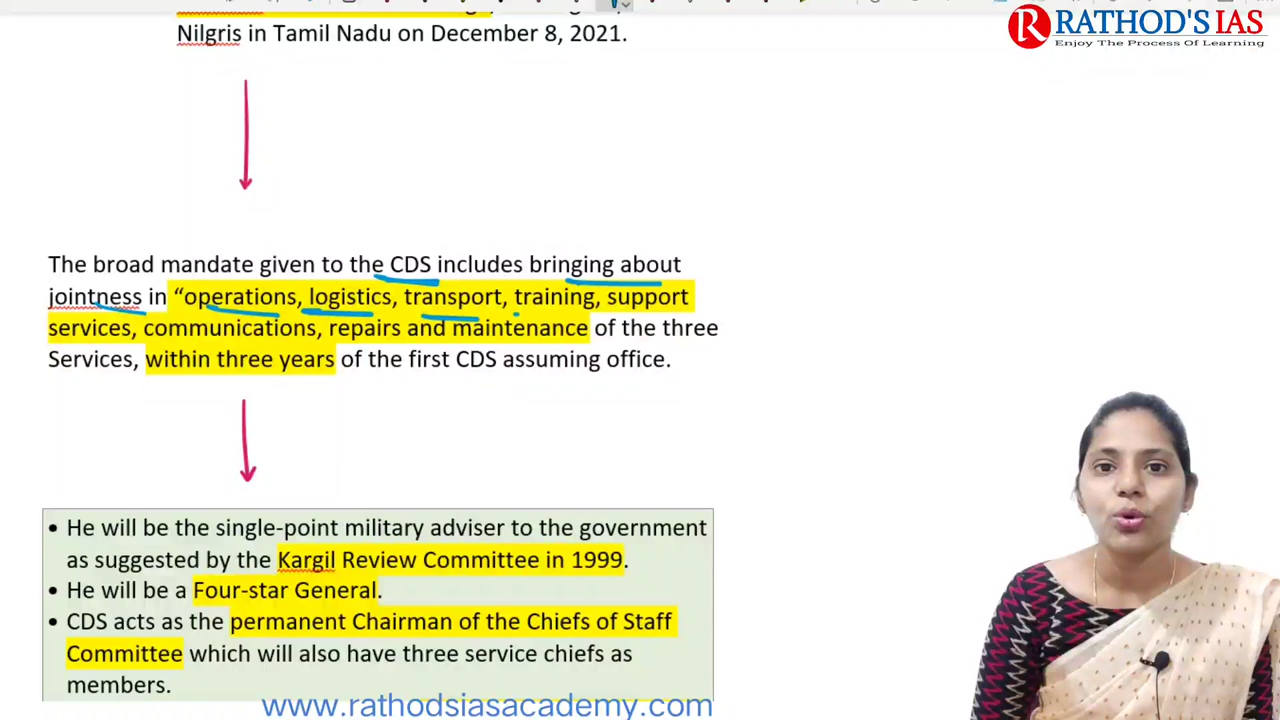 RATHOD'S IAS
Enjoy The Process Of Learning
Nilgris in Tamil Nadu on December 8, 2021.
The broad mandate given to the CDS includes bringing about
jointness in “operations, logistics, transport, training, support
services, communications, repairs and maintenance of the three
Services, within three years of the first CDS assuming office.
• He will be the single-point military adviser to the government
as suggested by the Kargil Review Committee in 1999.
• He will be a Four-star General.
• CDS acts as the permanent Chairman of the Chiefs of Staff
Committee which will also have three service chiefs as
members.
www.rathodsiasacademy.com